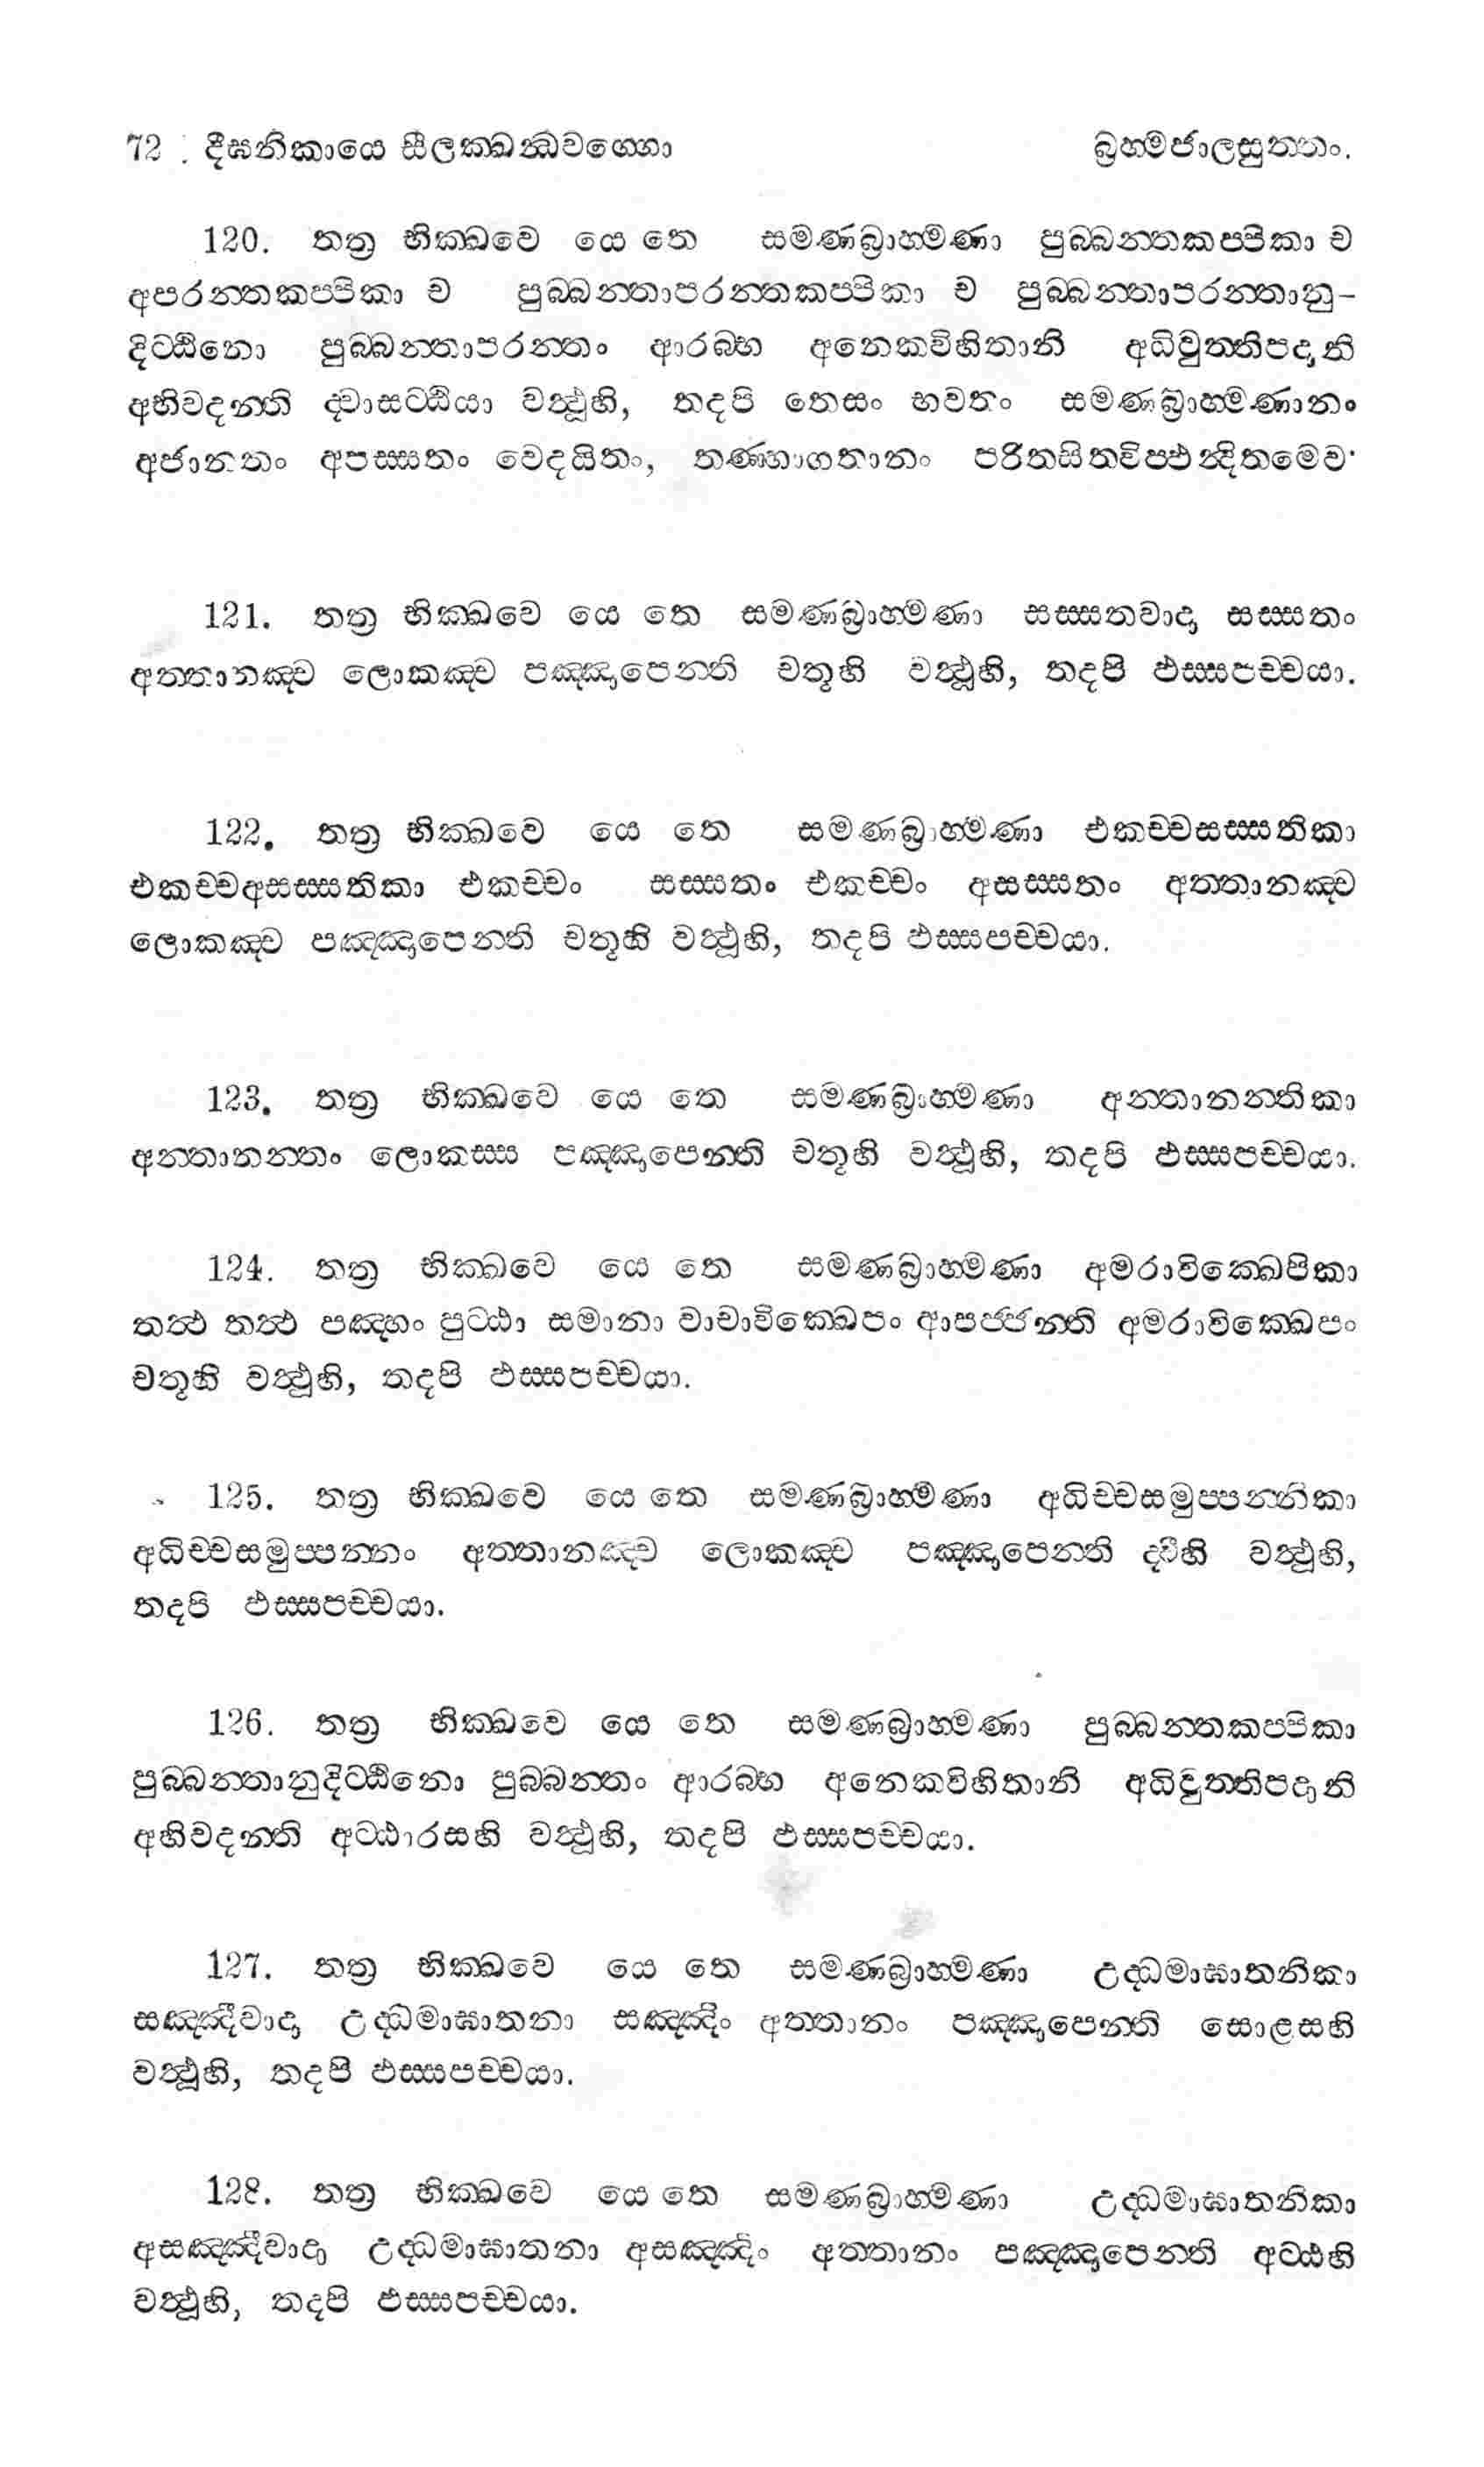 72 දීඝනිකායෙ සීලක්ඛන්ධවග්ගො බ්‍රහ්මජාලසුත්තං.
120. තත්‍ර භික්ඛවෙ යෙ තෙ සමණබ්‍රාහ්මණා පුබ්බන්තකප්පිකා ච
අපරන්තකප්පිකා ච පුබ්බන්තාපරන්තකප්පිකා ච පුබ්බන්තාපරන්තානු-
දිට්ඨිනො පුබ්බන්තාපරන්තං ආරබ්භ අනෙකවිහිතානි අධිවුත්තිපදානි
අභිවදන්ති ද්වාසට්ඨියා වත්ථූහි, තදපි තෙසං භවතං සමණබ්‍රාහ්මණානං
අජානතං අපස්සතං වෙදයිතං, තණ්හාගතානං පරිතසිතවිප්ඵන්දිතමෙව·
121. තත්‍ර භික්ඛවෙ යෙ තෙ සමණබ්‍රාහ්මණා සස්සතවාදා සස්සතං
අත්තානඤ්ච ලොකඤ්ච පඤ්ඤාපෙන්ති චතූහි වත්ථූහි, තදපි ඵස්සපච්චයා.
122. තත්‍ර භික්ඛවෙ යෙ තෙ සමණබ්‍රාහ්මණා එකච්චසස්සතිකා
එකච්චඅසස්සතිකා එකච්චං සස්සතං එකච්චං අසස්සතං අත්තානඤ්ච
ලොකඤ්ච පඤ්ඤාපෙන්ති චතූහි වත්ථූහි, තදපි ඵස්සපච්චයා.
123. තත්‍ර භික්ඛවෙ යෙ තෙ සමණබ්‍රාහ්මණා අන්තානන්තිකා
අන්තානන්තං ලොකස්ස පඤ්ඤාපෙන්ති චතූහි වත්ථූහි, තදපි ඵස්සපච්චයා.
124. තත්‍ර භික්ඛවෙ යෙ තෙ සමණබ්‍රාහ්මණා අමරාවික්ඛෙපිකා
තත්ථ තත්ථ පඤ්හං පුට්ඨා සමානා වාචාවික්ඛෙපං ආපජ්ජන්ති අමරාවික්ඛෙපං
චතූහි වත්ථූහි, තදපි ඵස්සපච්චයා.
125. තත්‍ර භික්ඛවෙ යෙ තෙ සමණබ්‍රාහ්මණා අධිච්චසමුප්පන්නිකා
අධිච්චසමුප්පන්නං අත්තානඤ්ච ලොකඤ්ච පඤ්ඤාපෙන්ති ද්වීහි වත්ථූහි,
තදපි ඵස්සපච්චයා.
126. තත්‍ර භික්ඛවෙ යෙ තෙ සමණබ්‍රාහ්මණා පුබ්බන්තකප්පිකා
පුබ්බන්තානුදිට්ඨිනො පුබ්බන්තං ආරබ්භ අනෙකවිහිතානි අධිවුත්තිපදානි
අභිවදන්ති අට්ඨාරසහි වත්ථූහි, තදපි ඵස්සපච්චයා.
127. තත්‍ර භික්ඛවෙ යෙ තෙ සමණබ්‍රාහ්මණා උද්ධමාඝාතනිකා
සඤ්ඤීවාදා උද්ධමාඝාතනා සඤ්ඤිං අත්තානං පඤ්ඤාපෙන්ති සොළසහි
වත්ථූහි, තදපි ඵස්සපච්චයා.
128. තත්‍ර භික්ඛවෙ යෙ තෙ සමණබ්‍රාහ්මණා උද්ධමාඝාතනිකා
අසඤ්ඤීවාදා උද්ධමාඝාතනා අසඤ්ඤිං අත්තානං පඤ්ඤාපෙන්ති අට්ඨහි
වත්ථූහි, තදපි ඵස්සපච්චයා.